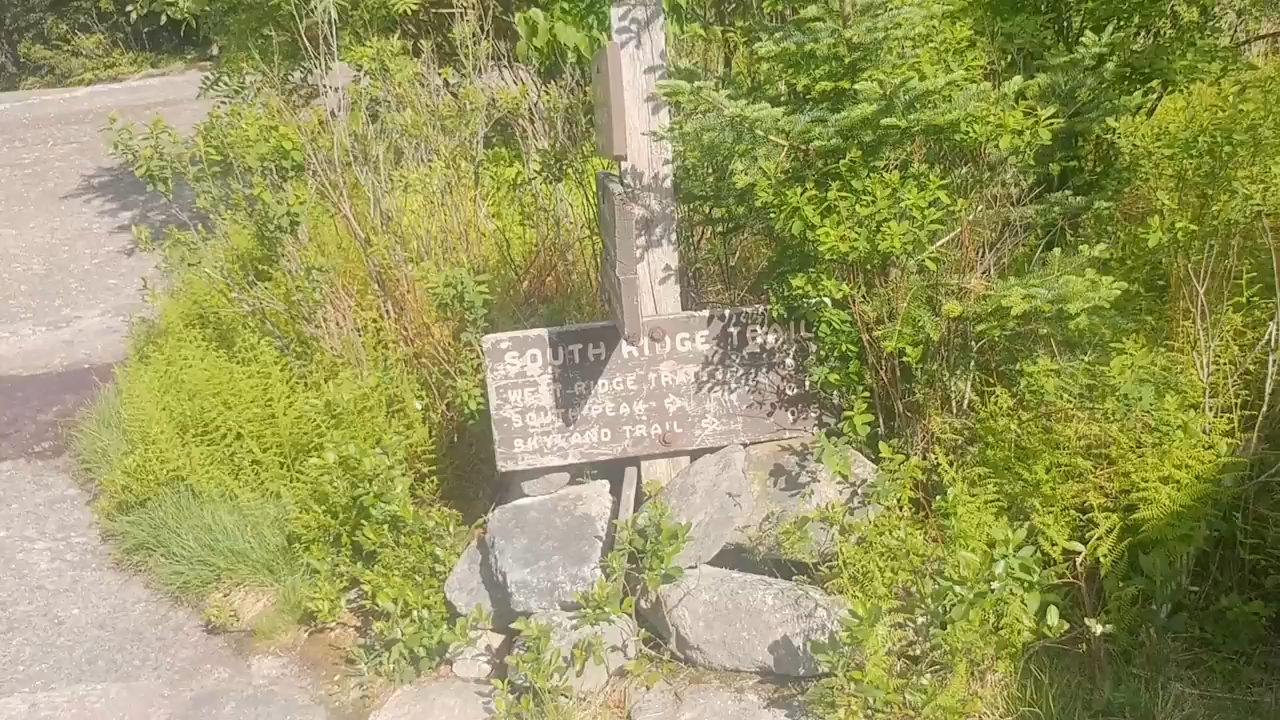 SOUTH RIDGE TRAIL
WEST RIDGE TRAIL
SOUTH PEAK
SKYLAND TRAIL